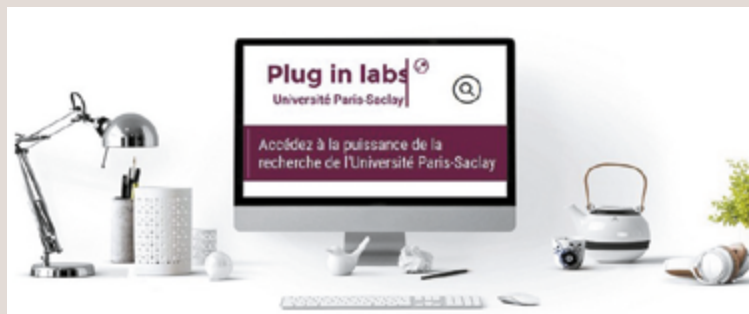 Plug in labs
Université Paris-Saclay
Accédez à la puissance de la
recherche de l'Université Paris-Saclay